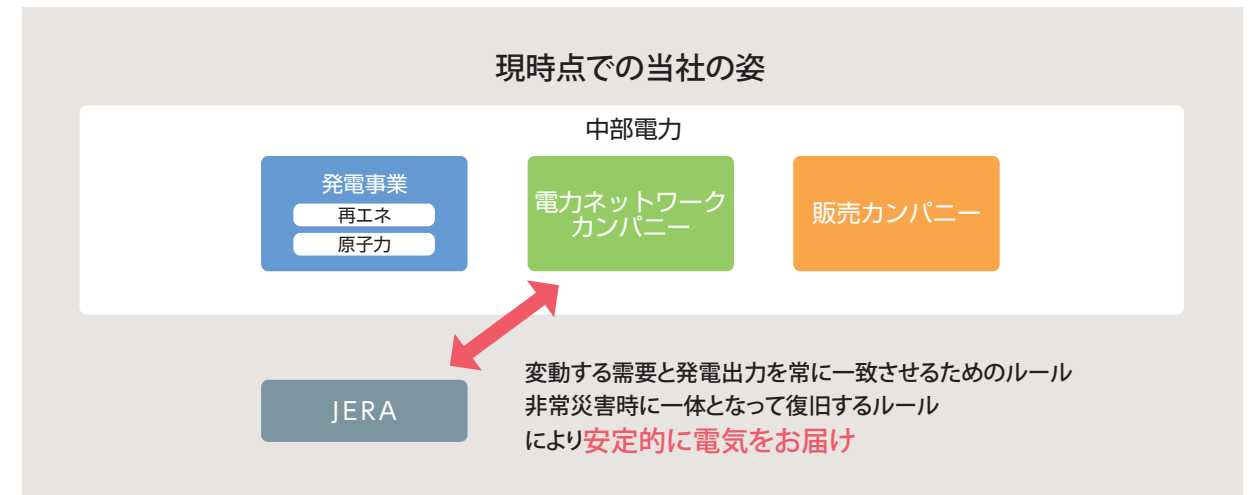 現時点での当社の姿
中部電力
発電事業
再エネ
原子力
電力ネットワーク
カンパニー
販売カンパニー
JERA
変動する需要と発電出力を常に一致させるためのルール
非常災害時に一体となって復旧するルール
により安定的に電気をお届け